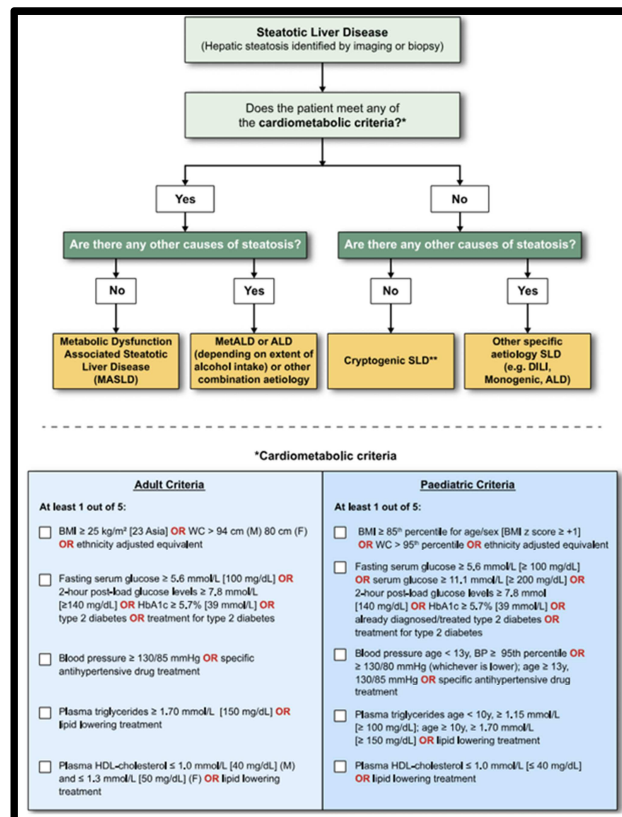 Steatotic Liver Disease
(Hepatic steatosis identified by imaging or biopsy)
Does the patient meet any of
the cardiometabolic criteria?*
Yes
No
Are there any other causes of steatosis?
Are there any other causes of steatosis?
No
Yes
No
Yes
Metabolic Dysfunction
Associated Steatotic
Liver Disease
(MASLD)
MetALD or ALD
(depending on extent of
alcohol intake) or other
combination aetiology
Cryptogenic SLD**
Other specific
aetiology SLD
(e.g. DILI,
Monogenic, ALD)
*Cardiometabolic criteria
Adult Criteria
At least 1 out of 5:
BMI ≥ 25 kg/m² [23 Asia] OR WC > 94 cm (M) 80 cm (F)
OR ethnicity adjusted equivalent
Fasting serum glucose ≥ 5.6 mmol/L [100 mg/dL] OR
2-hour post-load glucose levels ≥ 7.8 mmol/L
[≥140 mg/dL] OR HbA1c ≥ 5.7% [39 mmol/L] OR
type 2 diabetes OR treatment for type 2 diabetes
Blood pressure ≥ 130/85 mmHg OR specific
antihypertensive drug treatment
Plasma triglycerides ≥ 1.70 mmol/L [150 mg/dL] OR
lipid lowering treatment
Plasma HDL-cholesterol ≤ 1.0 mmol/L [40 mg/dL] (M)
and ≤ 1.3 mmol/L [50 mg/dL] (F) OR lipid lowering
treatment
Paediatric Criteria
At least 1 out of 5:
BMI ≥ 85th percentile for age/sex [BMI z score ≥ +1]
OR WC > 95th percentile OR ethnicity adjusted equivalent
Fasting serum glucose ≥ 5.6 mmol/L [≥ 100 mg/dL] OR
OR serum glucose ≥ 11.1 mmol/L [≥ 200 mg/dL] OR
2-hour post-load glucose levels ≥ 7.8 mmol
[140 mg/dL] OR HbA1c ≥ 5.7% [39 mmol/L] OR
already diagnosed/treated type 2 diabetes OR
treatment for type 2 diabetes
Blood pressure age < 13y, BP ≥ 95th percentile OR
≥ 130/80 mmHg (whichever is lower); age ≥ 13y,
130/85 mmHg OR specific antihypertensive drug
treatment
Plasma triglycerides age < 10y, ≥ 1.15 mmol/L
[≥ 100 mg/dL]; age ≥ 10y, ≥ 1.70 mmol/L
[≥ 150 mg/dL] OR lipid lowering treatment
Plasma HDL-cholesterol ≤ 1.0 mmol/L [≤ 40 mg/dL]
OR lipid lowering treatment